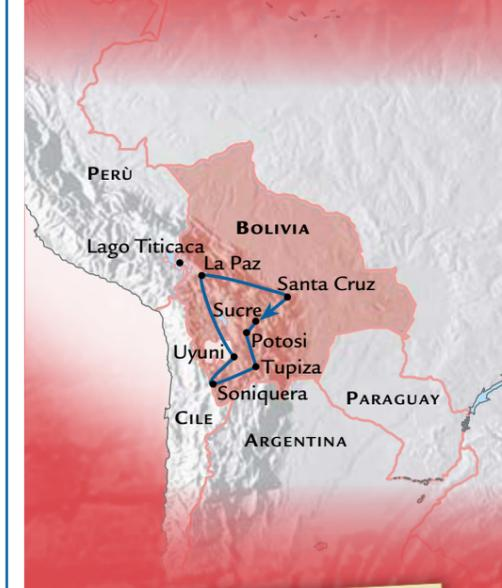 PERÙ
BOLIVIA
Lago Titicaca
La Paz
Santa Cruz
Sucre
Potosi
Uyuni
Tupiza
Soniquera
PARAGUAY
CILE
ARGENTINA